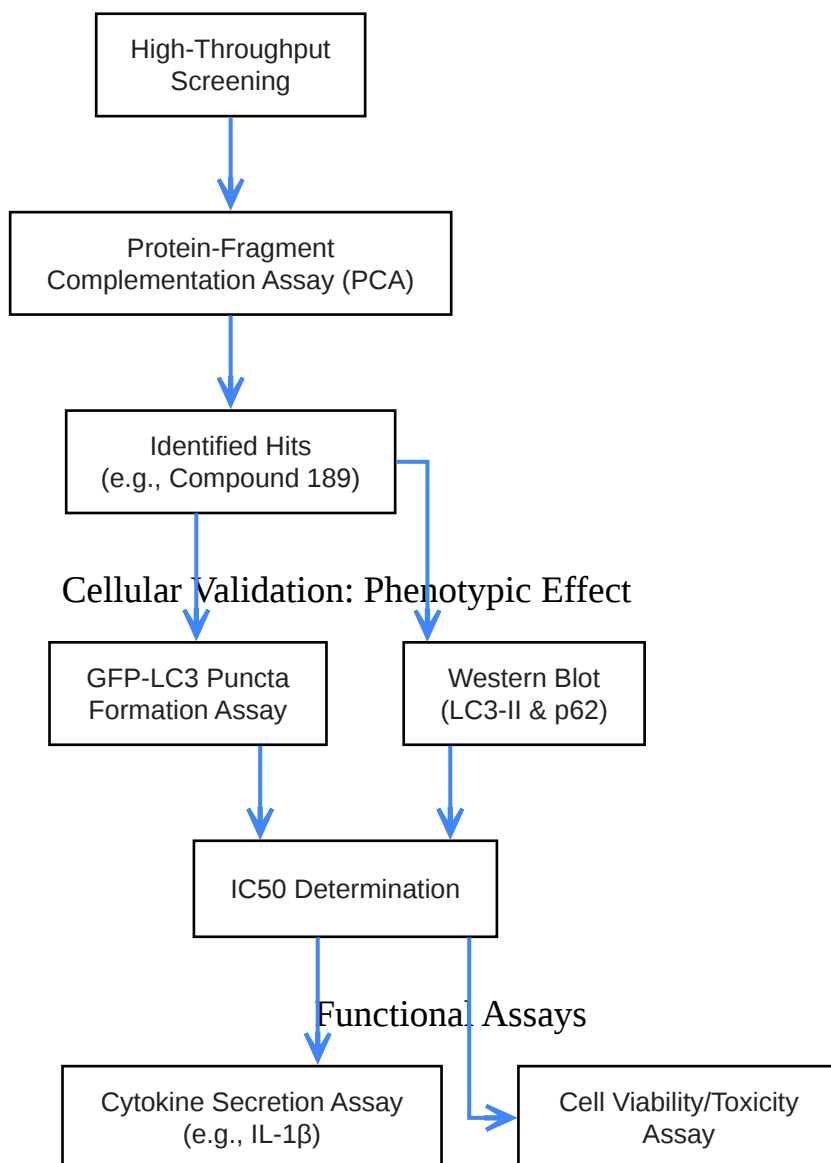 High-Throughput
Screening
Protein-Fragment
Complementation Assay (PCA)
Identified Hits
(e.g., Compound 189)
Cellular Validation: Phenotypic Effect
GFP-LC3 Puncta
Formation Assay
Western Blot
(LC3-II & p62)
IC50 Determination
Functional Assays
Cytokine Secretion Assay
(e.g., IL-1β)
Cell Viability/Toxicity
Assay